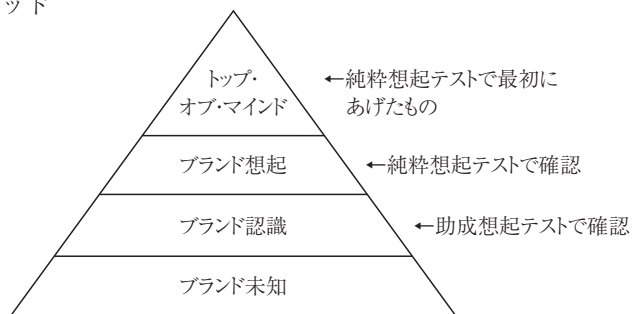 ッド
トップ・
オブ・マインド
←純粋想起テストで最初に
あげたもの
ブランド想起
←純粋想起テストで確認
ブランド認識
←助成想起テストで確認
ブランド未知